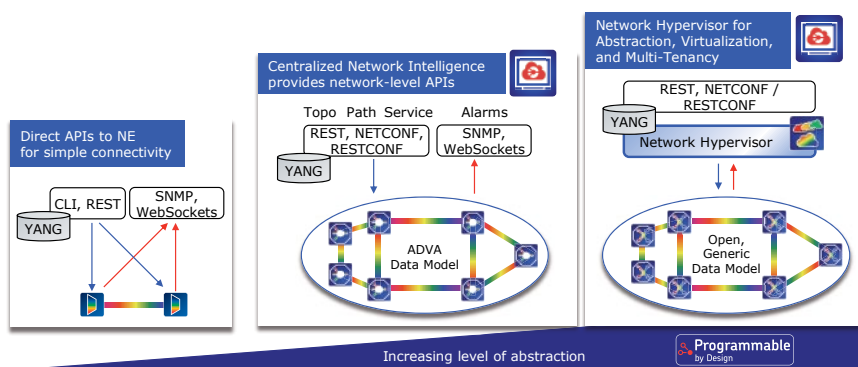 Direct APIs to NE
for simple connectivity
CLI, REST
YANG
SNMP,
WebSockets
Centralized Network Intelligence
provides network-level APIs
Topo Path Service
Alarms
REST, NETCONF,
RESTCONF
YANG
SNMP,
WebSockets
ADVA
Data Model
Network Hypervisor for
Abstraction, Virtualization,
and Multi-Tenancy
REST, NETCONF /
RESTCONF
YANG
Network Hypervisor
Open,
Generic
Data Model
Increasing level of abstraction
Programmable
by Design